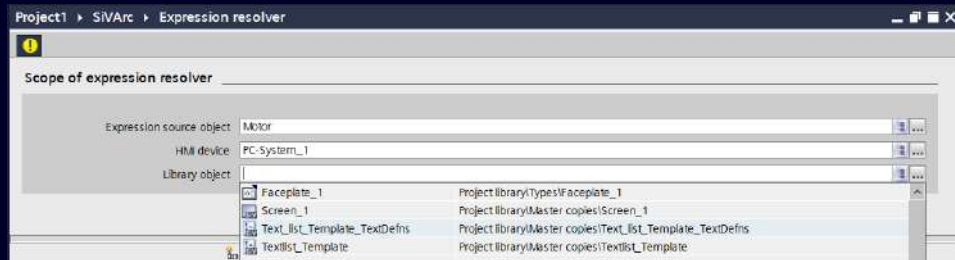 Project1 ▸ SiVArc ▸ Expression resolver
Scope of expression resolver
Expression source object Motor
HMI device PC-System_1
Library object
Faceplate_1 Project library\Types\Faceplate_1
Screen_1 Project library\Master copies\Screen_1
Text_list_Template_TextDefns Project library\Master copies\Text_list_Template_TextDefns
Textlist_Template Project library\Master copies\Textlist_Template